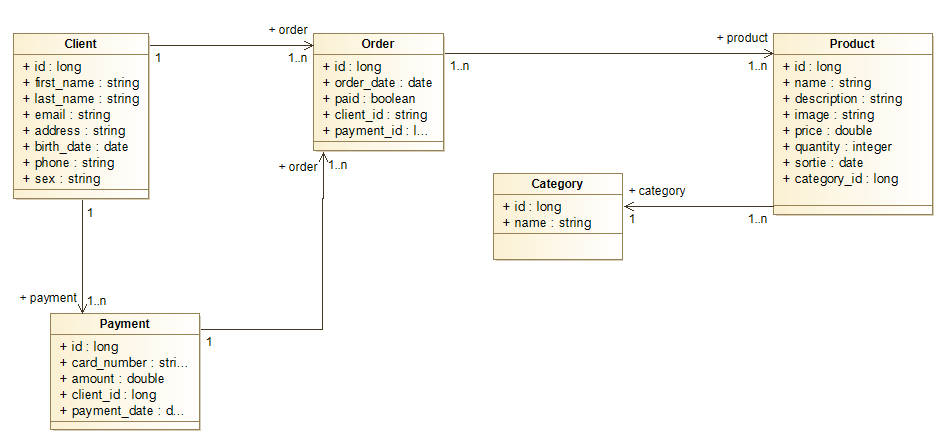 Client
+ id : long
+ first_name : string
+ last_name : string
+ email : string
+ address : string
+ birth_date : date
+ phone : string
+ sex : string
1
+ order
1..n
Order
+ id : long
+ order_date : date
+ paid : boolean
+ client_id : string
+ payment_id : l...
1..n
+ product
1..n
Product
+ id : long
+ name : string
+ description : string
+ image : string
+ price : double
+ quantity : integer
+ sortie : date
+ category_id : long
+ order
1..n
Category
+ id : long
+ name : string
+ category
1
1..n
1
+ payment
1..n
Payment
+ id : long
+ card_number : stri...
+ amount : double
+ client_id : long
+ payment_date : d...
1